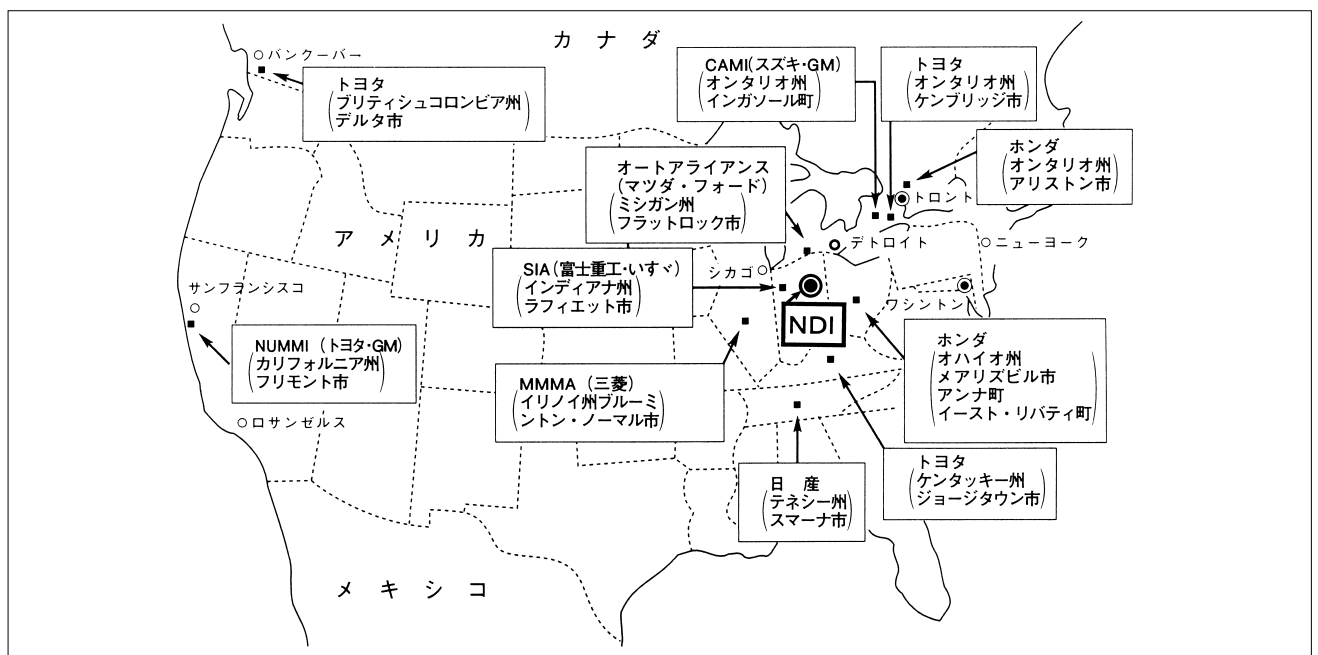 カナダ
バンクーバー
トヨタ
(ブリティシュコロンビア州
デルタ市)
CAMI(スズキ・GM)
(オンタリオ州
インガソール町)
トヨタ
(オンタリオ州
ケンブリッジ市)
ホンダ
(オンタリオ州
アリストン市)
オートアライアンス
(マツダ・フォード)
(ミシガン州
フラットロック市)
トロント
アメリカ
デトロイト
ニューヨーク
シカゴ
SIA(富士重工・いすゞ)
(インディアナ州
ラフィエット市)
サンフランシスコ
ワシントン
NDI
NUMMI (トヨタ・GM)
(カリフォルニア州
フリモント市)
ホンダ
(オハイオ州
メアリズビル市
アンナ町
イースト・リバティ町)
MMMA (三菱)
(イリノイ州ブルーミ
ントン・ノーマル市)
ロサンゼルス
トヨタ
(ケンタッキー州
ジョージタウン市)
日産
(テネシー州
スマーナ市)
メキシコ